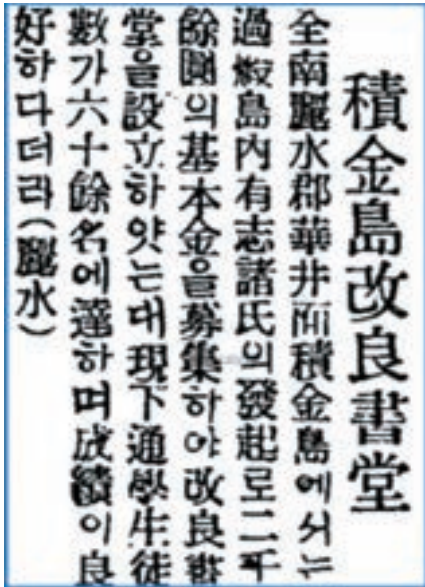 積金島改良書堂
全南麗水郡華井面積金島에서는
過般島內有志諸氏의發起로二千
餘圓의基本金을募集하야改良書
堂을設立하얏는대現下通學生徒
數가六十餘名에達하며成績이良
好하다더라(麗水)